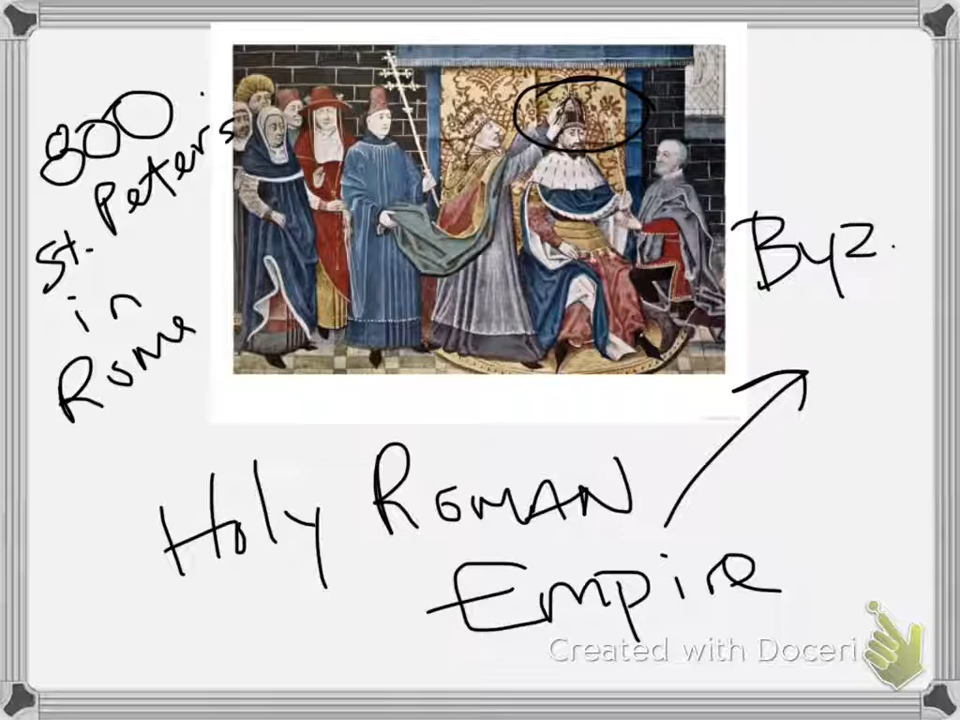 800
St. Peters
in
Rome
Byz.
Holy ROMAN
Empire
Created with Doceri